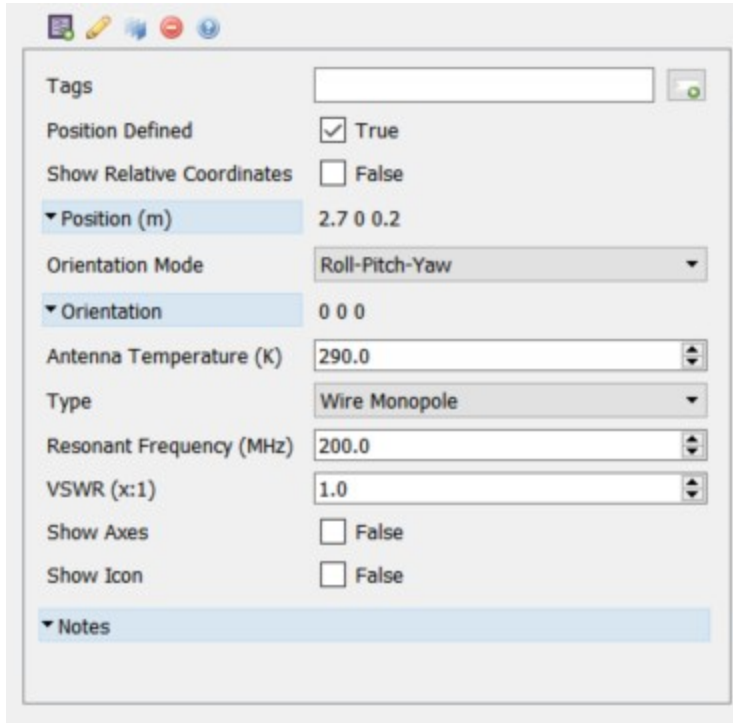 Tags
Position Defined True
Show Relative Coordinates False
Position (m) 2.7 0 0.2
Orientation Mode Roll-Pitch-Yaw
Orientation 0 0 0
Antenna Temperature (K) 290.0
Type Wire Monopole
Resonant Frequency (MHz) 200.0
VSWR (x:1) 1.0
Show Axes False
Show Icon False
Notes